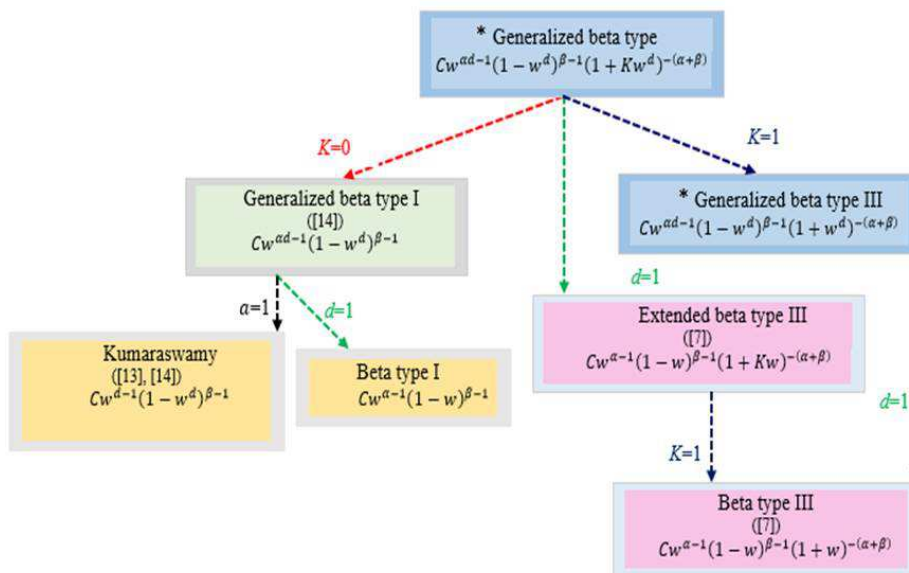 * Generalized beta type
Cw^{αd−1}(1 − w^d)^{β−1}(1 + Kw^d)^{−(α+β)}
K=0
K=1
Generalized beta type I
([14])
Cw^{αd−1}(1 − w^d)^{β−1}
* Generalized beta type III
Cw^{αd−1}(1 − w^d)^{β−1}(1 + w^d)^{−(α+β)}
d=1
α=1
d=1
Extended beta type III
([7])
Cw^{α−1}(1 − w)^{β−1}(1 + Kw)^{−(α+β)}
Kumaraswamy
([13], [14])
Cw^{d−1}(1 − w^d)^{β−1}
Beta type I
Cw^{α−1}(1 − w)^{β−1}
d=1
K=1
Beta type III
([7])
Cw^{α−1}(1 − w)^{β−1}(1 + w)^{−(α+β)}